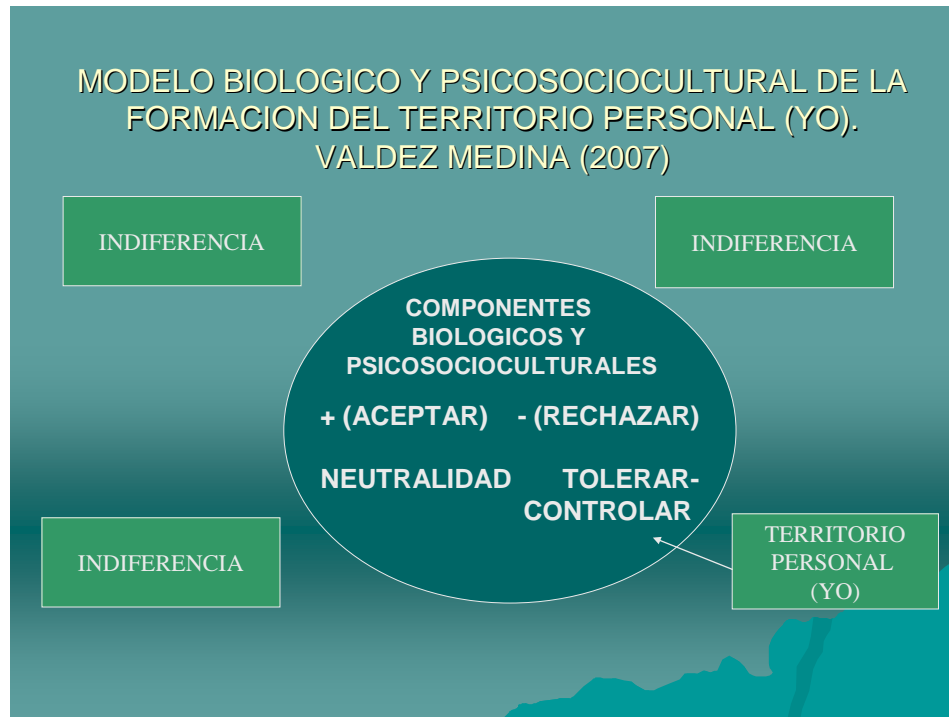 MODELO BIOLOGICO Y PSICOSOCIOCULTURAL DE LA
FORMACION DEL TERRITORIO PERSONAL (YO).
VALDEZ MEDINA (2007)
INDIFERENCIA
INDIFERENCIA
COMPONENTES
BIOLOGICOS Y
PSICOSOCIOCULTURALES
+ (ACEPTAR) - (RECHAZAR)
NEUTRALIDAD TOLERAR-
CONTROLAR
INDIFERENCIA
TERRITORIO
PERSONAL
(YO)